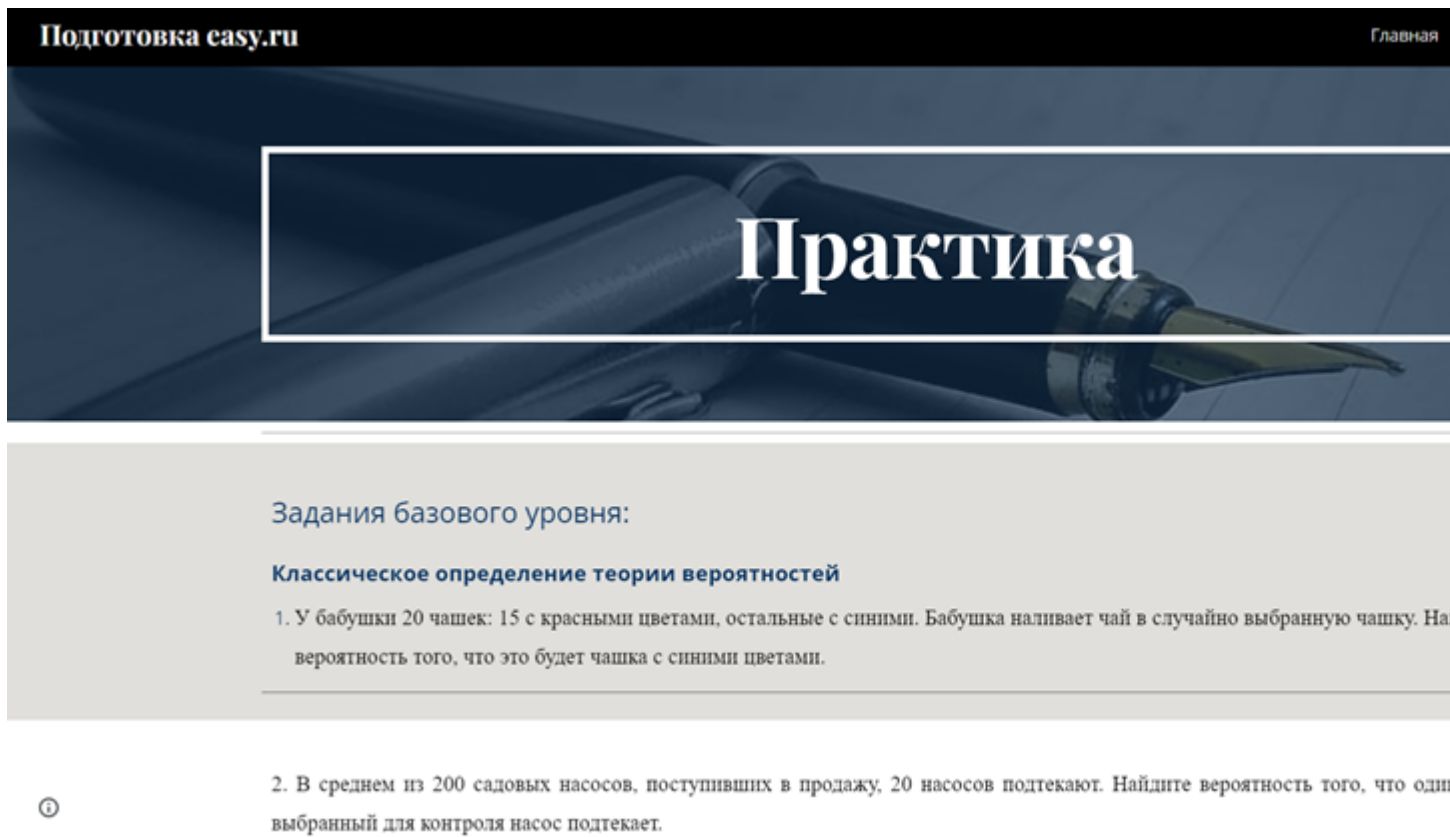 Подготовка easy.ru
Главная
Практика
Задания базового уровня:
Классическое определение теории вероятностей
1. У бабушки 20 чашек: 15 с красными цветами, остальные с синими. Бабушка наливает чай в случайно выбранную чашку.
вероятность того, что это будет чашка с синими цветами.
2. В среднем из 200 садовых насосов, поступивших в продажу, 20 насосов подтекают. Найдите вероятность того, что
выбранный для контроля насос подтекает.